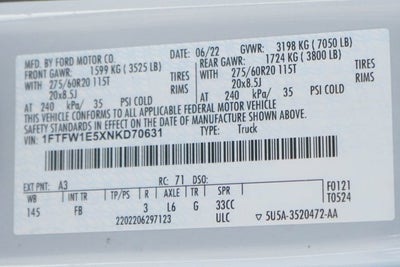 MFD. BY FORD MOTOR CO. DATE: 06/22 GVWR: 3198 KG (7050 LB)
FRONT GAWR: 1599 KG (3525 LB) REAR GAWR: 1724 KG (3800 LB)
WITH 275/60R20 115T TIRES WITH 275/60R20 115T TIRES
20x8.5J RIMS 20x8.5J RIMS
AT 240 kPa/ 35 PSI COLD AT 240 kPa/ 35 PSI COLD
THIS VEHICLE CONFORMS TO ALL APPLICABLE FEDERAL MOTOR VEHICLE
SAFETY STANDARDS IN EFFECT ON THE DATE OF MANUFACTURE SHOWN ABOVE.
VIN: 1FTFW1E5XNKD70631 TYPE: Truck
EXT PNT: A3 RC: 71 DSO: F0121
WB INT TR TP/PS R AXLE TR SPR T0524
145 FB 3 L6 G 33CC
2202206297123 ULC 5USA-3520472-AA